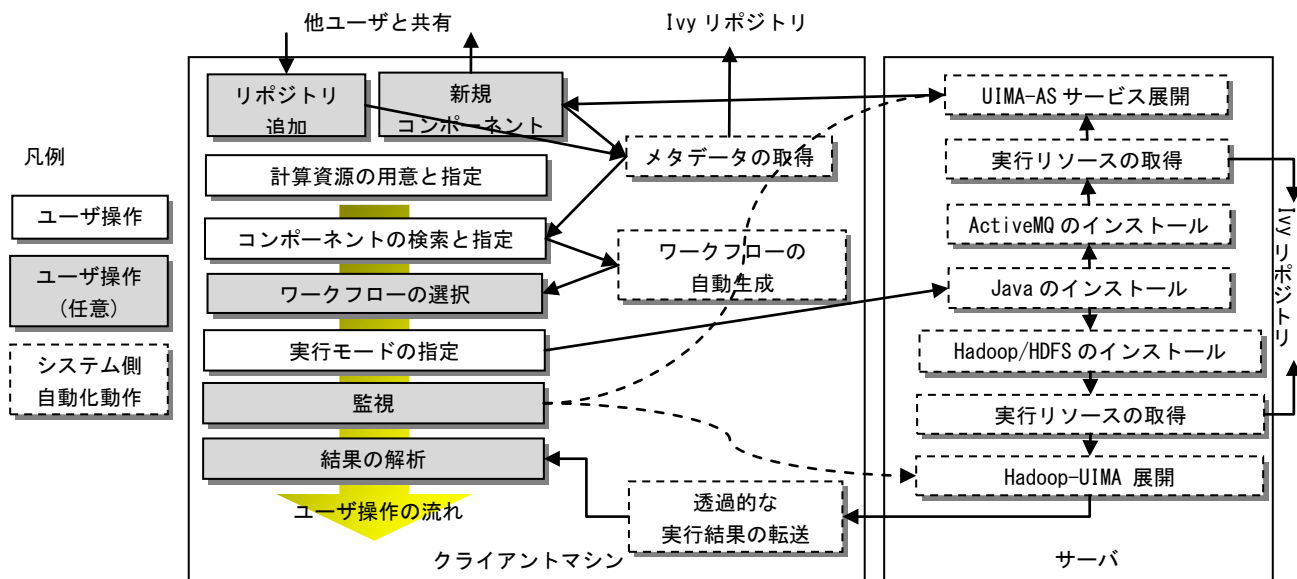 他ユーザと共有
Ivy リポジトリ
リポジトリ
追加
新規
コンポーネント
UIMA-AS サービス展開
凡例
メタデータの取得
実行リソースの取得
計算資源の用意と指定
ユーザ操作
コンポーネントの検索と指定
ワークフローの
自動生成
ActiveMQ のインストール
Ivy リポジトリ
ユーザ操作
(任意)
ワークフローの選択
Java のインストール
実行モードの指定
Hadoop/HDFS のインストール
システム側
自動化動作
監視
実行リソースの取得
結果の解析
Hadoop-UIMA 展開
ユーザ操作の流れ
透過的な
実行結果の転送
クライアントマシン
サーバ